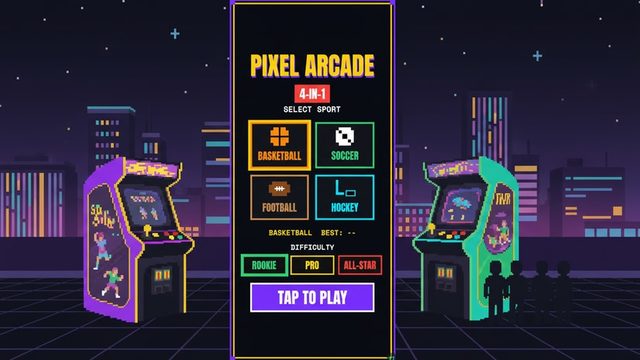 PIXEL ARCADE
4-IN-1
SELECT SPORT
BASKETBALL
SOCCER
FOOTBALL
HOCKEY
BASKETBALL BEST: --
DIFFICULTY
ROOKIE
PRO
ALL-STAR
TAP TO PLAY